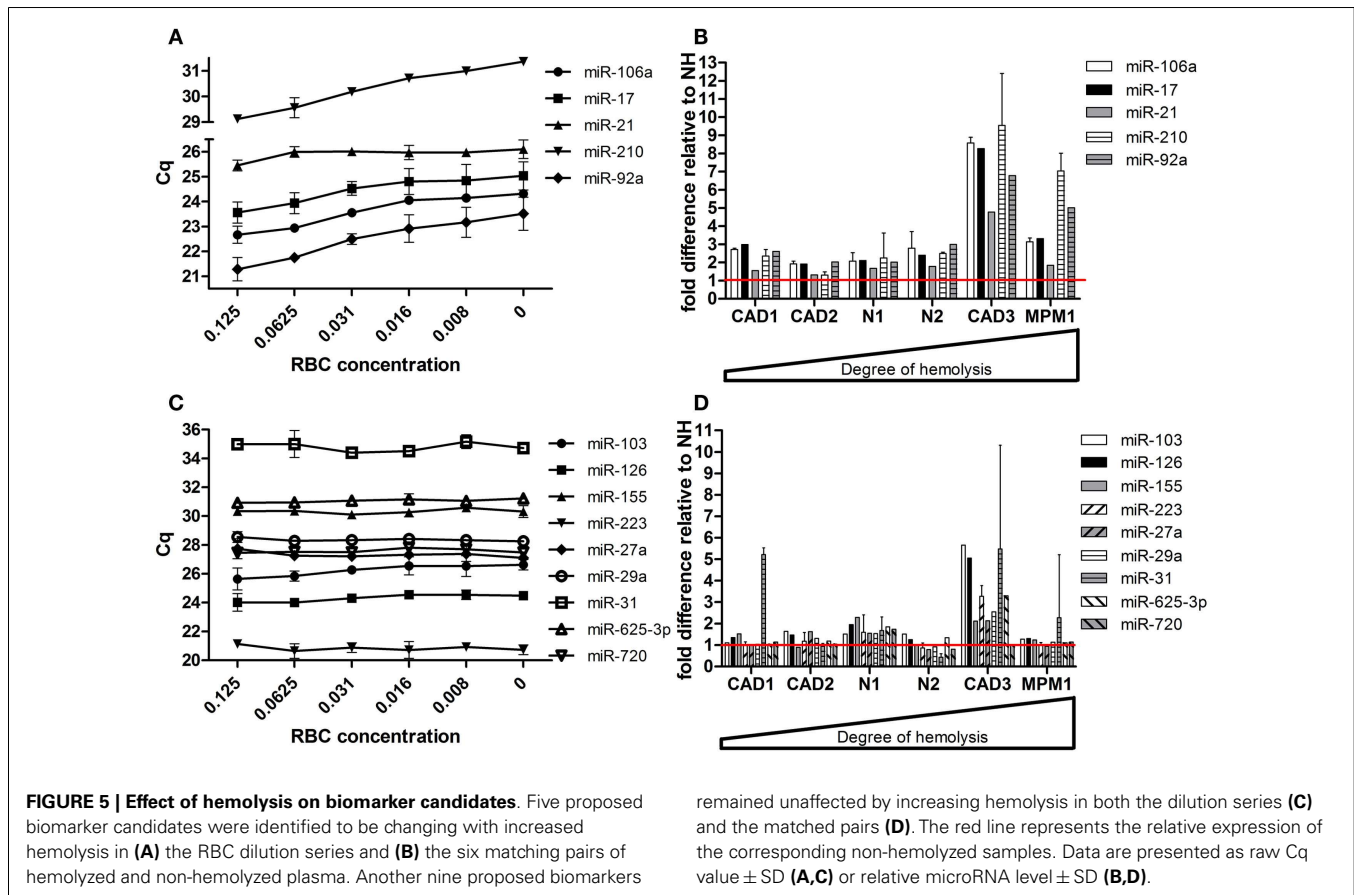 A
31
30
29
26
25
24
23
22
21
Cq
0.125
0.0625
0.031
0.016
0.008
0
RBC concentration
miR-106a
miR-17
miR-21
miR-210
miR-92a
B
13
12
11
10
9
8
7
6
5
4
3
2
1
0
fold difference relative to NH
CAD1 CAD2 N1 N2 CAD3 MPM1
Degree of hemolysis
miR-106a
miR-17
miR-21
miR-210
miR-92a
C
36
34
32
30
28
26
24
22
20
Cq
0.125
0.0625
0.031
0.016
0.008
0
RBC concentration
miR-103
miR-126
miR-155
miR-223
miR-27a
miR-29a
miR-31
miR-625-3p
miR-720
D
11
10
9
8
7
6
5
4
3
2
1
0
fold difference relative to NH
CAD1 CAD2 N1 N2 CAD3 MPM1
Degree of hemolysis
miR-103
miR-126
miR-155
miR-223
miR-27a
miR-29a
miR-31
miR-625-3p
miR-720
FIGURE 5 | Effect of hemolysis on biomarker candidates. Five proposed
biomarker candidates were identified to be changing with increased
hemolysis in (A) the RBC dilution series and (B) the six matching pairs of
hemolyzed and non-hemolyzed plasma. Another nine proposed biomarkers
remained unaffected by increasing hemolysis in both the dilution series (C)
and the matched pairs (D). The red line represents the relative expression of
the corresponding non-hemolyzed samples. Data are presented as raw Cq
value ± SD (A,C) or relative microRNA level ± SD (B,D).